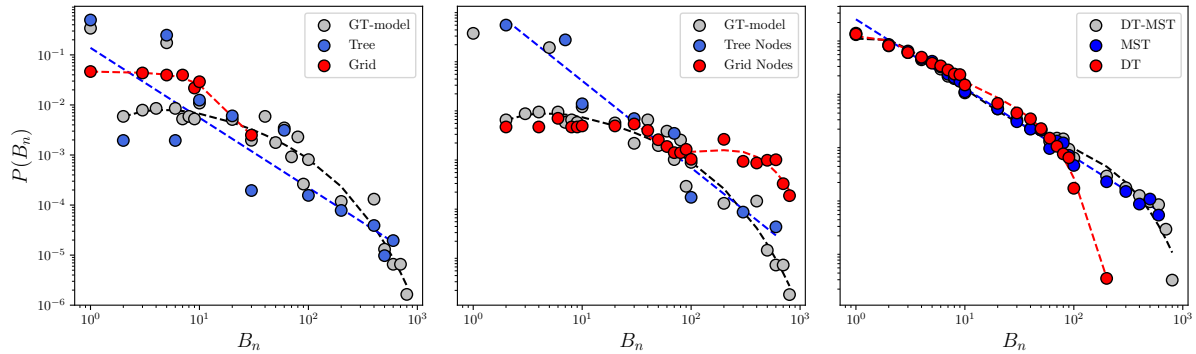 GT-model
Tree
Grid
P(B_n)
10^{-1}
10^{-2}
10^{-3}
10^{-4}
10^{-5}
10^{-6}
10^0
10^1
10^2
10^3
B_n
GT-model
Tree Nodes
Grid Nodes
10^0
10^1
10^2
10^3
B_n
DT-MST
MST
DT
10^0
10^1
10^2
10^3
B_n